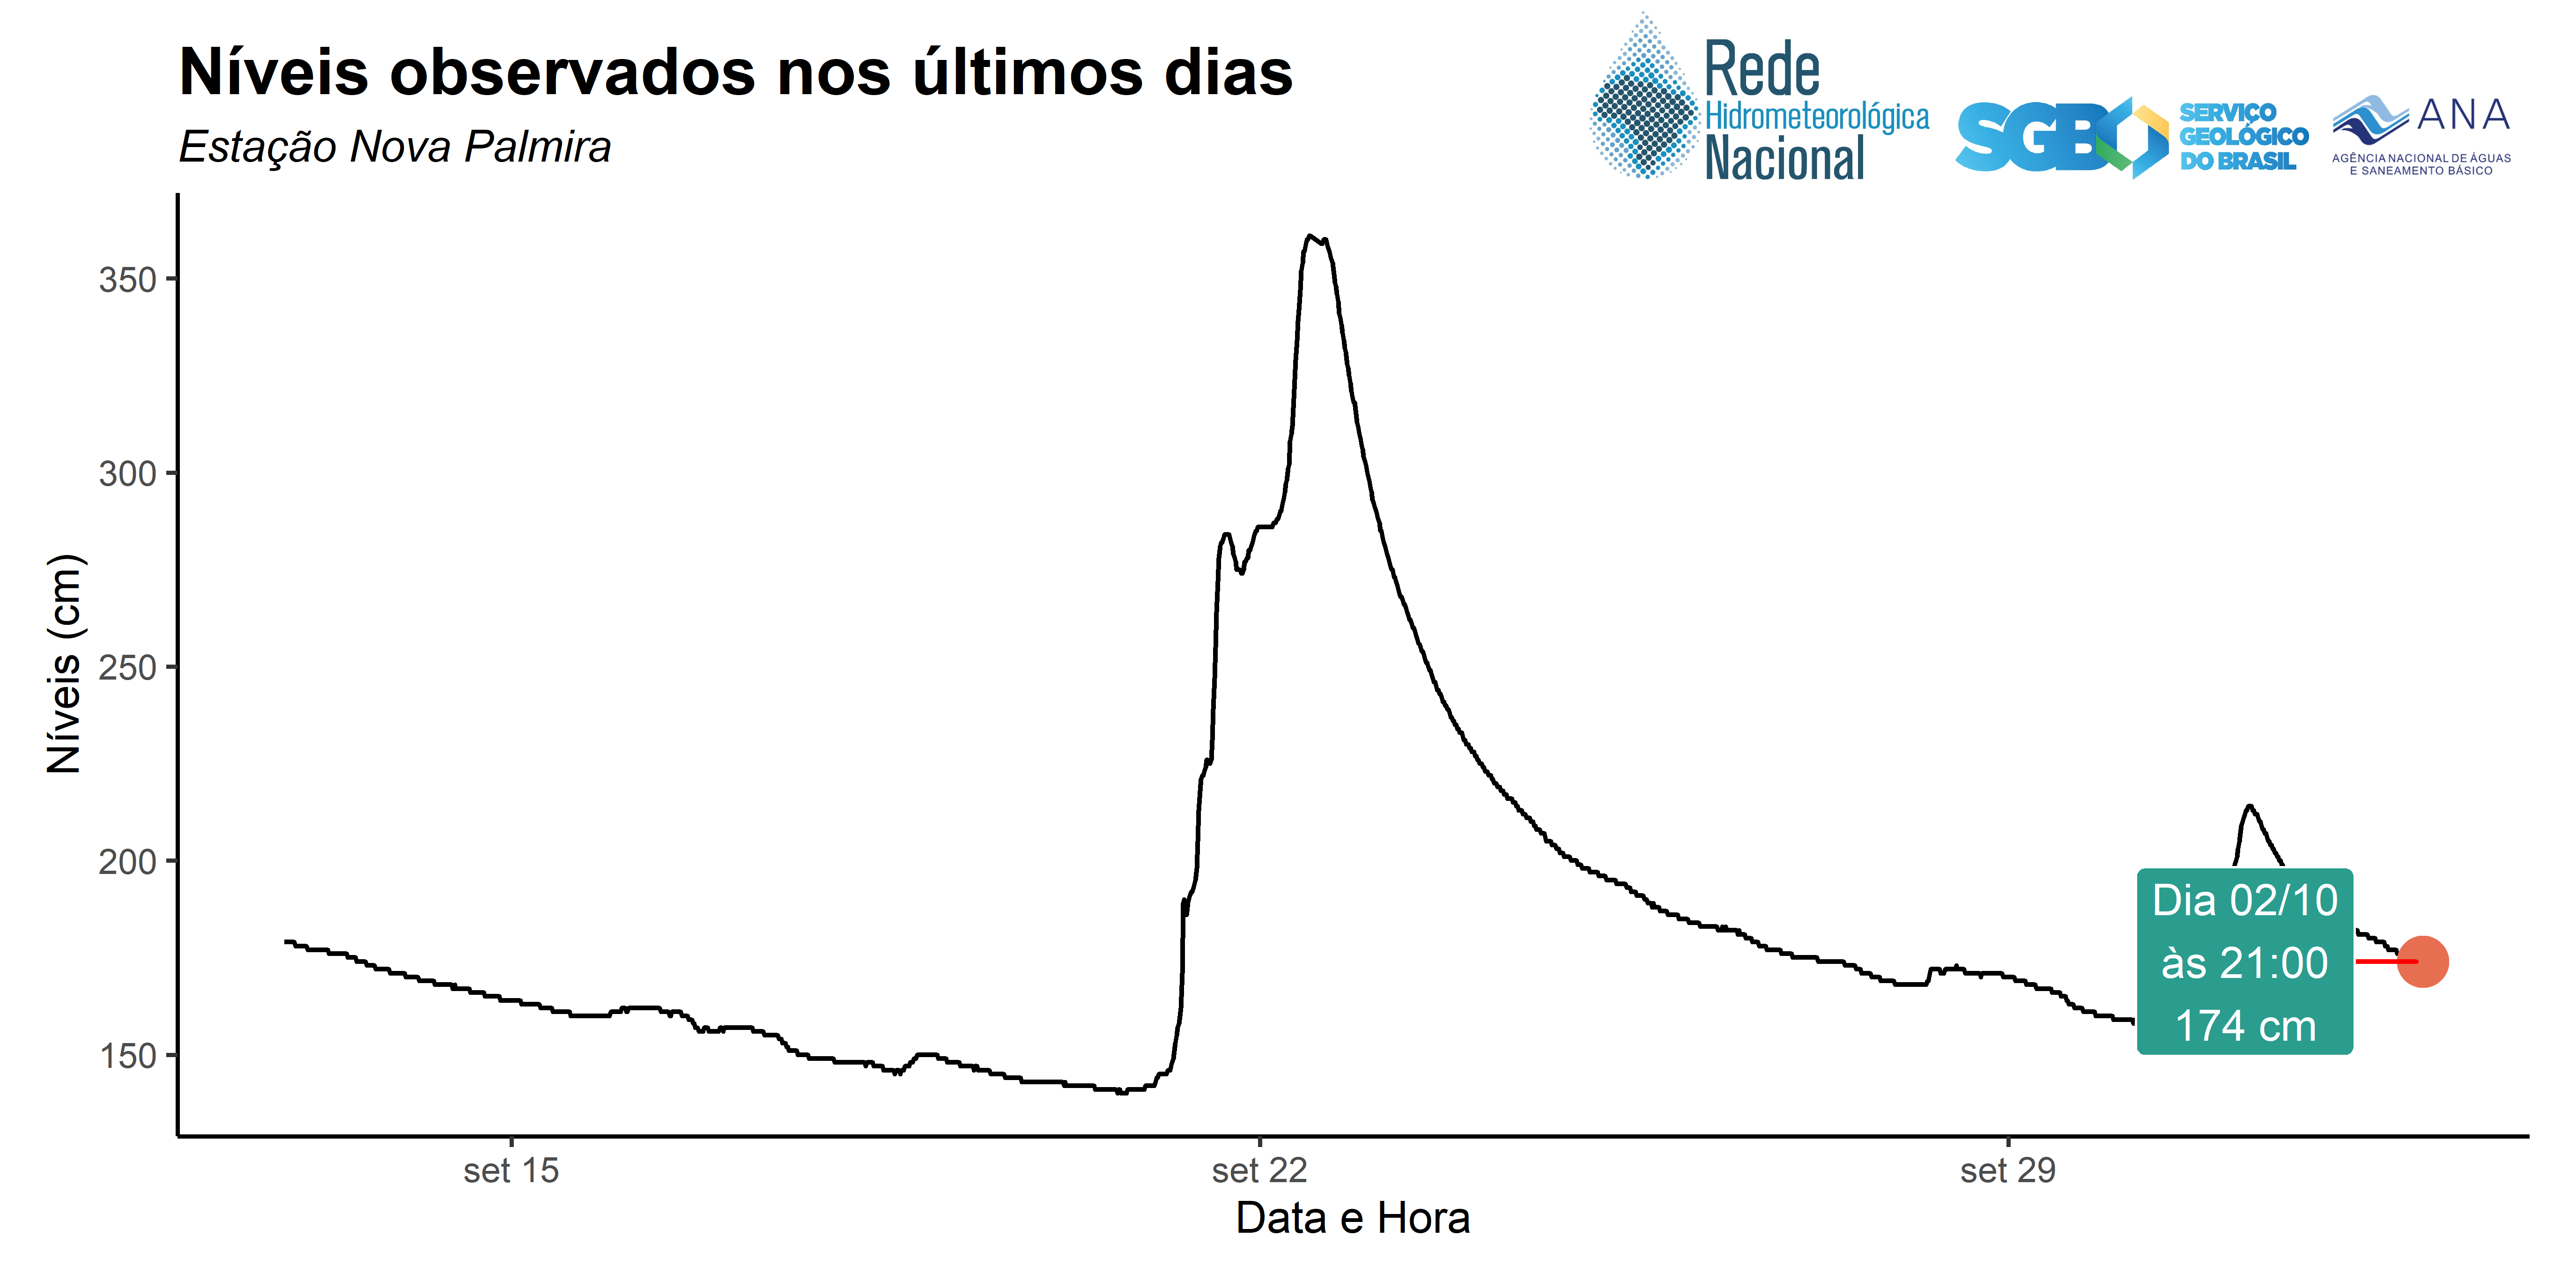 Níveis observados nos últimos dias
Estação Nova Palmira
Rede
Hidrometeorológica
Nacional
SGB
SERVIÇO
GEOLÓGICO
DO BRASIL
ANA
AGÊNCIA NACIONAL DE ÁGUAS
E SANEAMENTO BÁSICO
Níveis (cm)
350
300
250
200
150
Dia 02/10
às 21:00
174 cm
set 15
set 22
set 29
Data e Hora